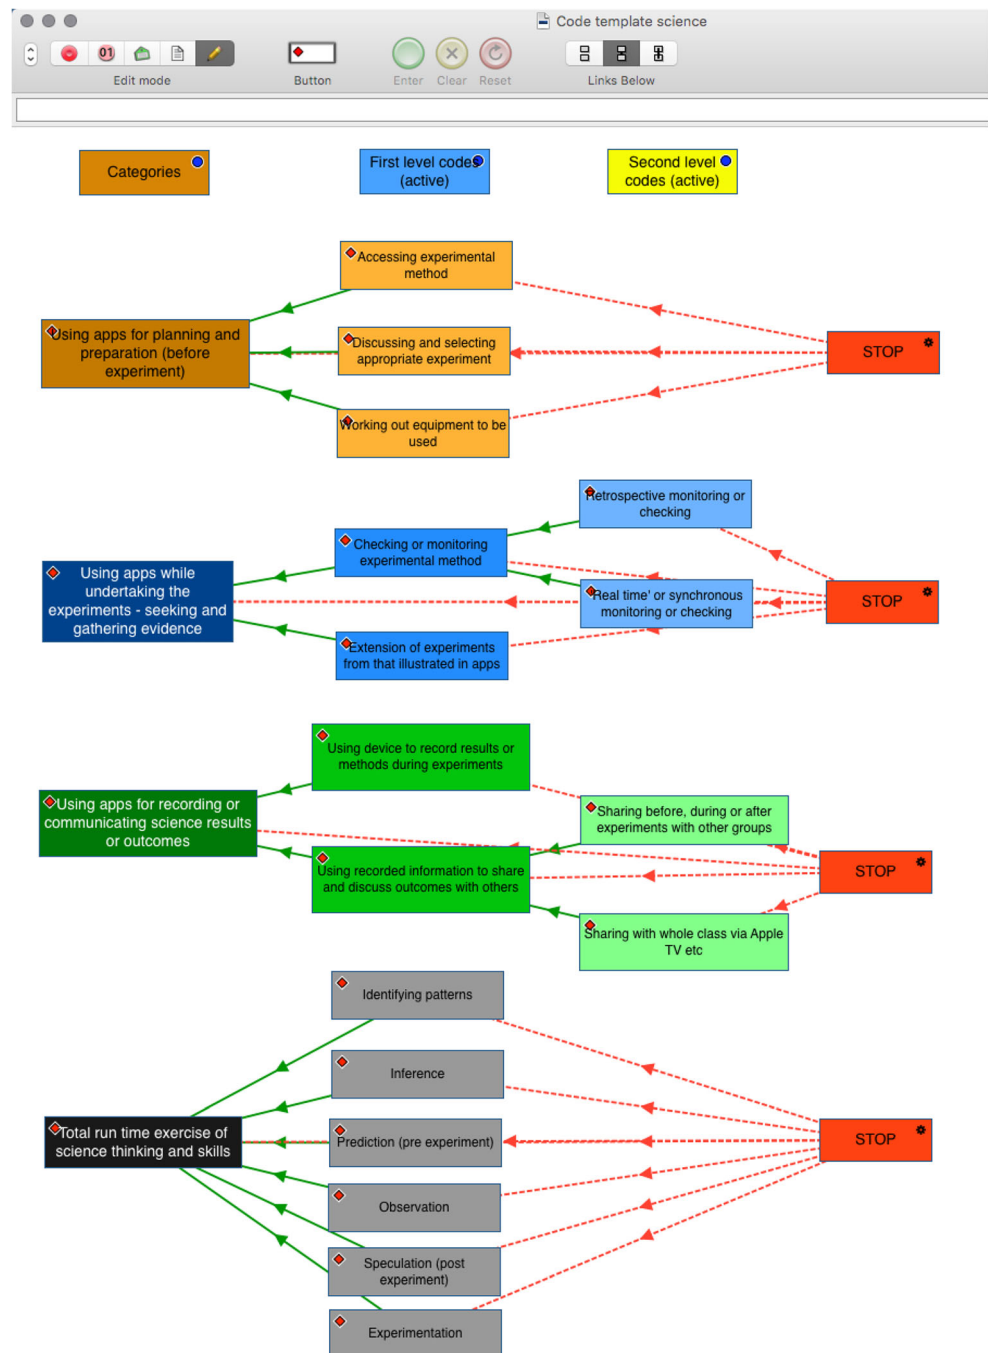 Code template science
01
Edit mode
Button
Enter
Clear
Reset
Links Below
Categories
First level codes
(active)
Second level
codes (active)
Accessing experimental
method
Using apps for planning and
preparation (before
experiment)
Discussing and selecting
appropriate experiment
STOP
Working out equipment to be
used
Retrospective monitoring or
checking
Checking or monitoring
experimental method
Using apps while
undertaking the
experiments - seeking and
gathering evidence
Real time' or synchronous
monitoring or checking
STOP
Extension of experiments
from that illustrated in apps
Using device to record results or
methods during experiments
Using apps for recording or
communicating science results
or outcomes
Sharing before, during or after
experiments with other groups
Using recorded information to share
and discuss outcomes with others
STOP
Sharing with whole class via Apple
TV etc
Identifying patterns
Inference
Total run time exercise of
science thinking and skills
Prediction (pre experiment)
STOP
Observation
Speculation (post
experiment)
Experimentation